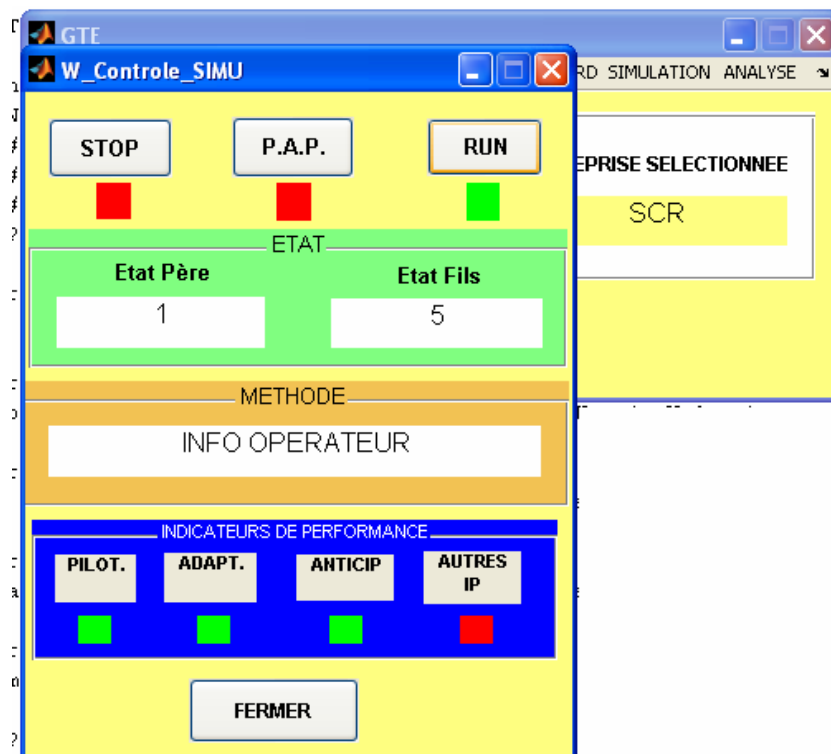 GTE
W_Controle_SIMU
RD SIMULATION ANALYSE
STOP
P.A.P.
RUN
EPRISE SELECTIONNEE
SCR
ETAT
Etat Père
Etat Fils
1
5
METHODE
INFO OPERATEUR
INDICATEURS DE PERFORMANCE
PILOT.
ADAPT.
ANTICIP
AUTRES
IP
FERMER